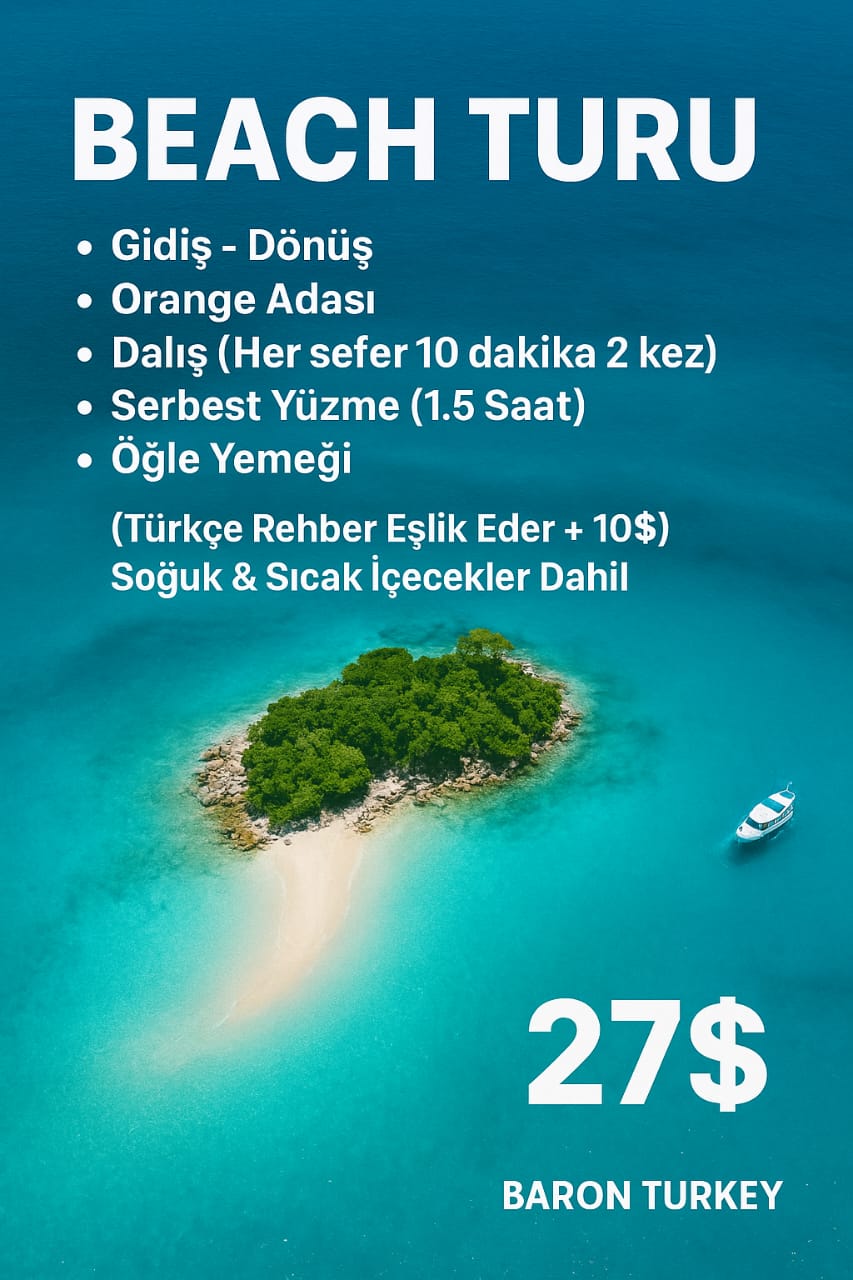 BEACH TURU
• Gidiş - Dönüş
• Orange Adası
• Dalış (Her sefer 10 dakika 2 kez)
• Serbest Yüzme (1.5 Saat)
• Öğle Yemeği
(Türkçe Rehber Eşlik Eder + 10$)
Soğuk & Sıcak İçecekler Dahil
27$
BARON TURKEY